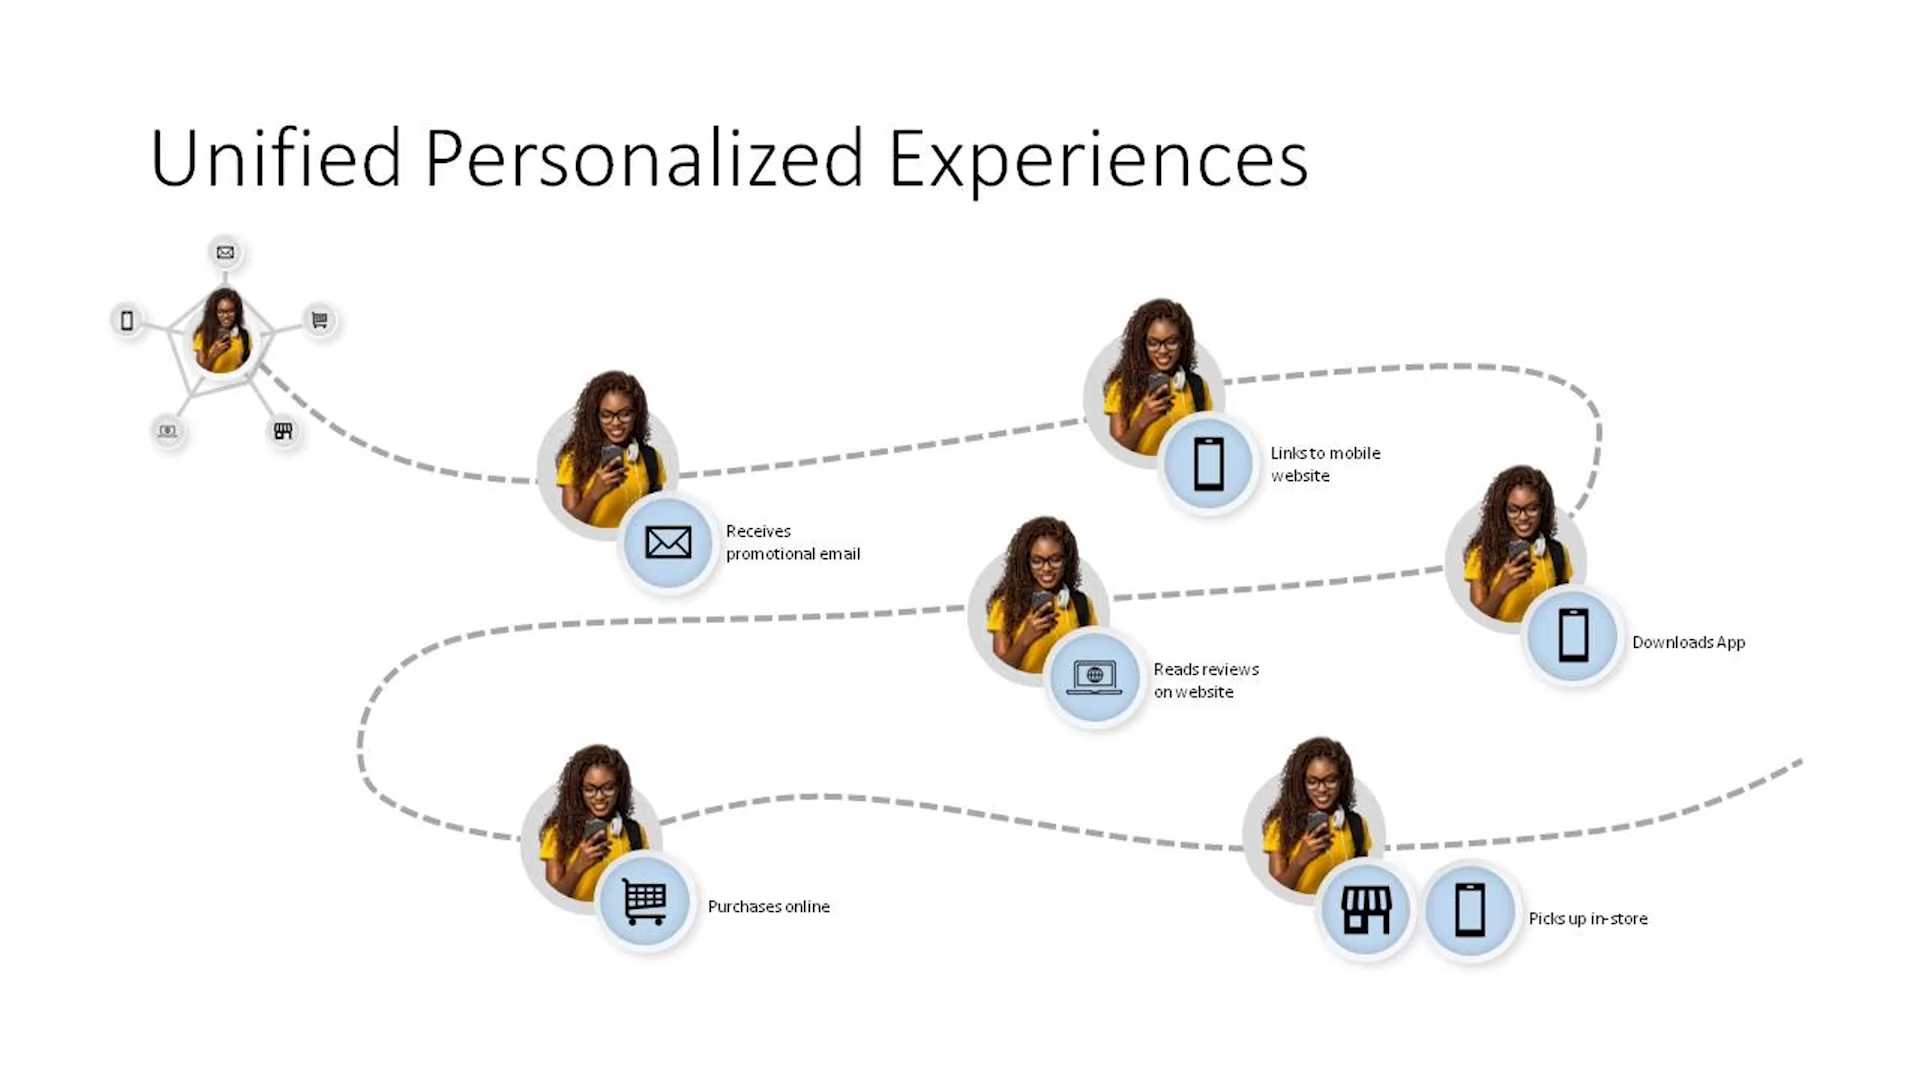 Unified Personalized Experiences
Receives
promotional email
Links to mobile
website
Downloads App
Reads reviews
on website
Purchases online
Picks up in-store